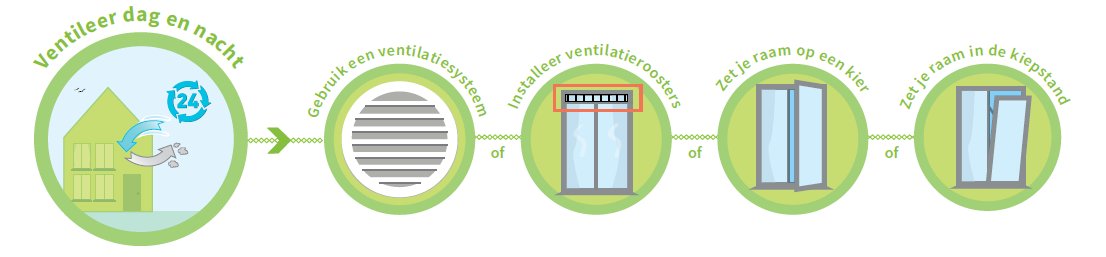 Ventileer dag en nacht
24
Gebruik een ventilatiesysteem
of
Installeer ventilatieroosters
of
Zet je raam op een kier
of
Zet je raam in de kiepstand